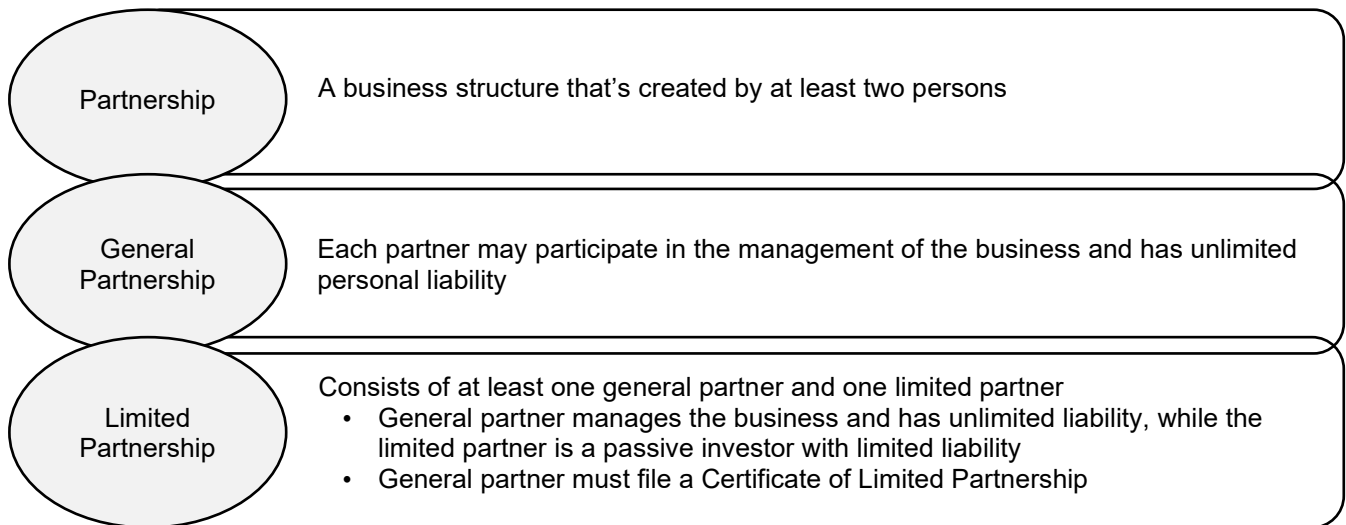 Partnership
A business structure that’s created by at least two persons
General
Partnership
Each partner may participate in the management of the business and has unlimited
personal liability
Limited
Partnership
Consists of at least one general partner and one limited partner
• General partner manages the business and has unlimited liability, while the
limited partner is a passive investor with limited liability
• General partner must file a Certificate of Limited Partnership